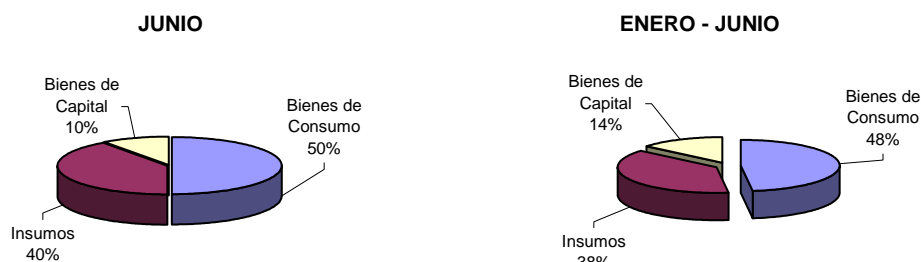 JUNIO
Bienes de
Capital
10%
Bienes de
Consumo
50%
Insumos
40%
ENERO - JUNIO
Bienes de
Capital
14%
Bienes de
Consumo
48%
Insumos
38%